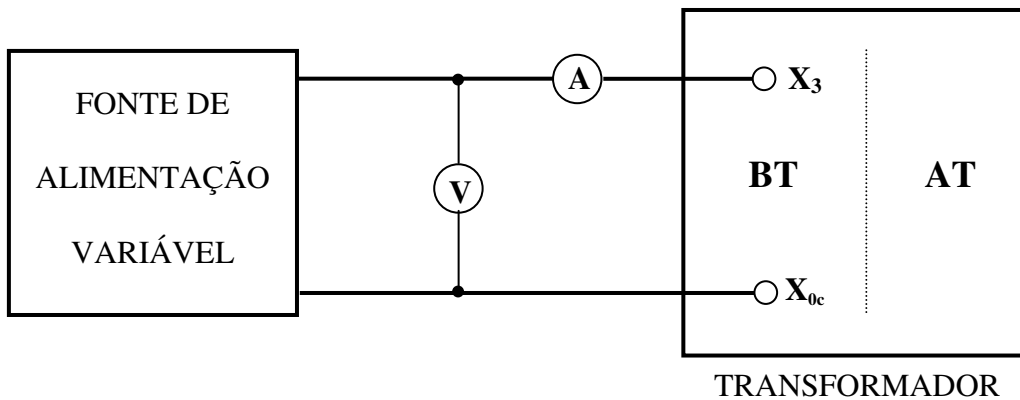 FONTE DE
ALIMENTAÇÃO
VARIÁVEL
V
A
X3
BT
AT
X0c
TRANSFORMADOR